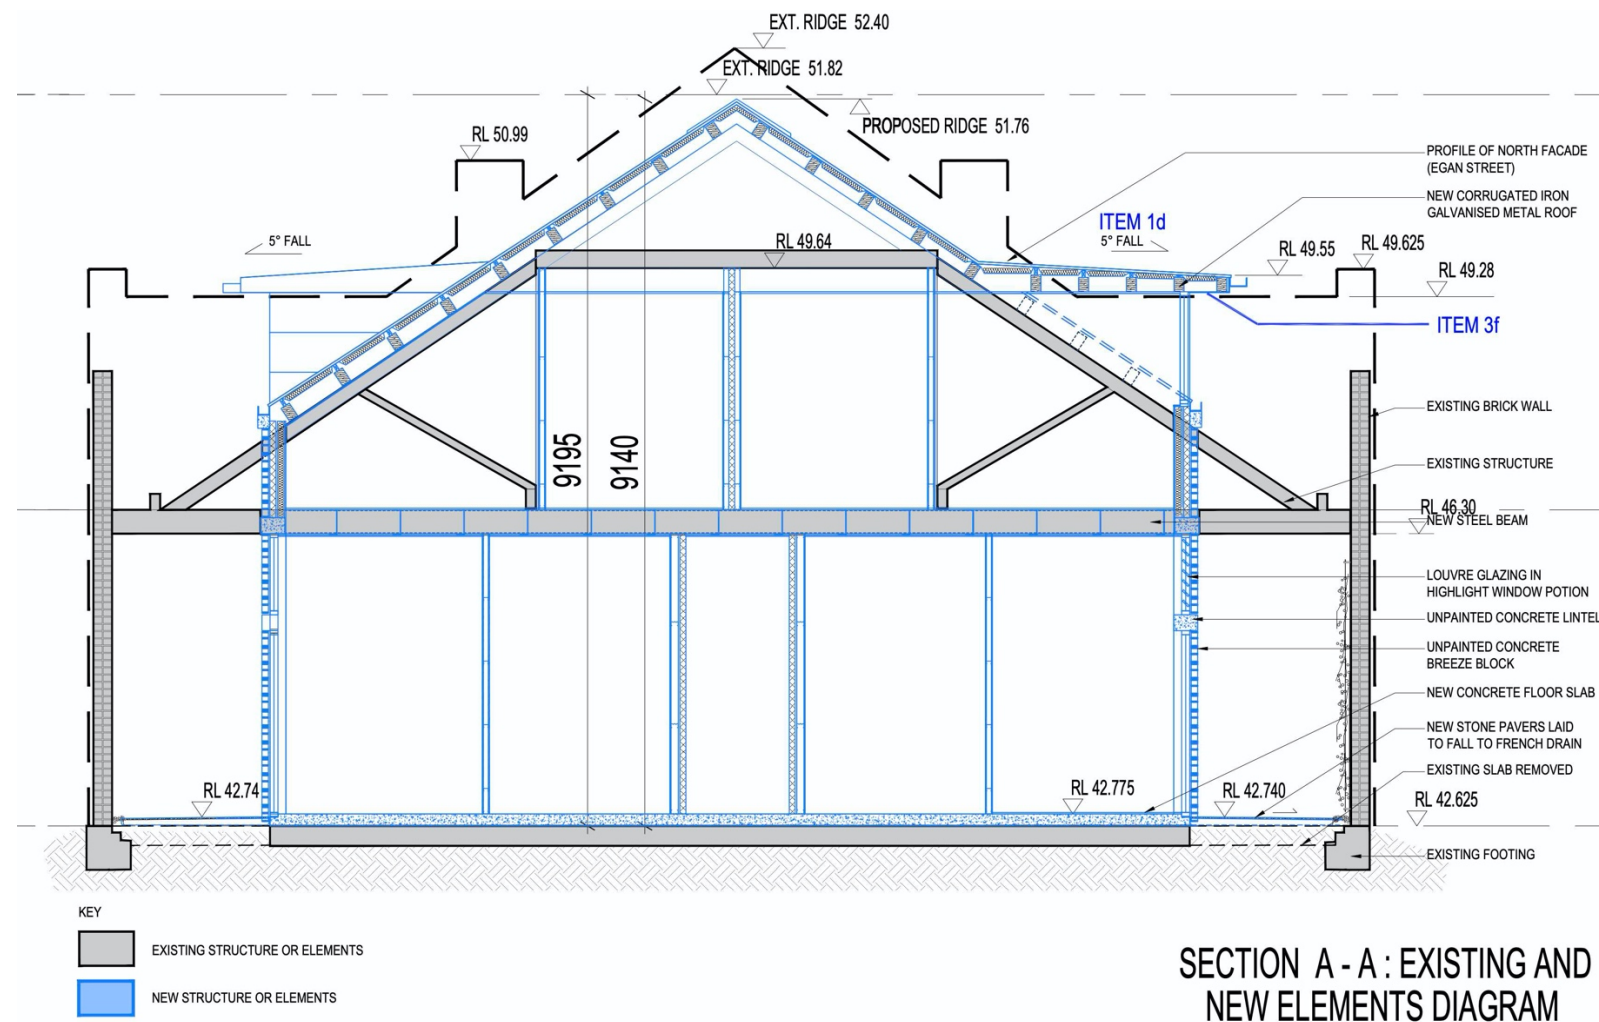 EXT. RIDGE 52.40
EXT. RIDGE 51.82
PROPOSED RIDGE 51.76
RL 50.99
PROFILE OF NORTH FACADE
(EGAN STREET)
NEW CORRUGATED IRON
GALVANISED METAL ROOF
ITEM 1d
5° FALL
5° FALL
RL 49.64
RL 49.55
RL 49.625
RL 49.28
ITEM 3f
EXISTING BRICK WALL
9195
9140
EXISTING STRUCTURE
RL 46.30
NEW STEEL BEAM
LOUVRE GLAZING IN
HIGHLIGHT WINDOW POTION
UNPAINTED CONCRETE LINTEL
UNPAINTED CONCRETE
BREEZE BLOCK
NEW CONCRETE FLOOR SLAB
NEW STONE PAVERS LAID
TO FALL TO FRENCH DRAIN
EXISTING SLAB REMOVED
RL 42.74
RL 42.775
RL 42.740
RL 42.625
EXISTING FOOTING
KEY
EXISTING STRUCTURE OR ELEMENTS
NEW STRUCTURE OR ELEMENTS
SECTION A - A : EXISTING AND
NEW ELEMENTS DIAGRAM